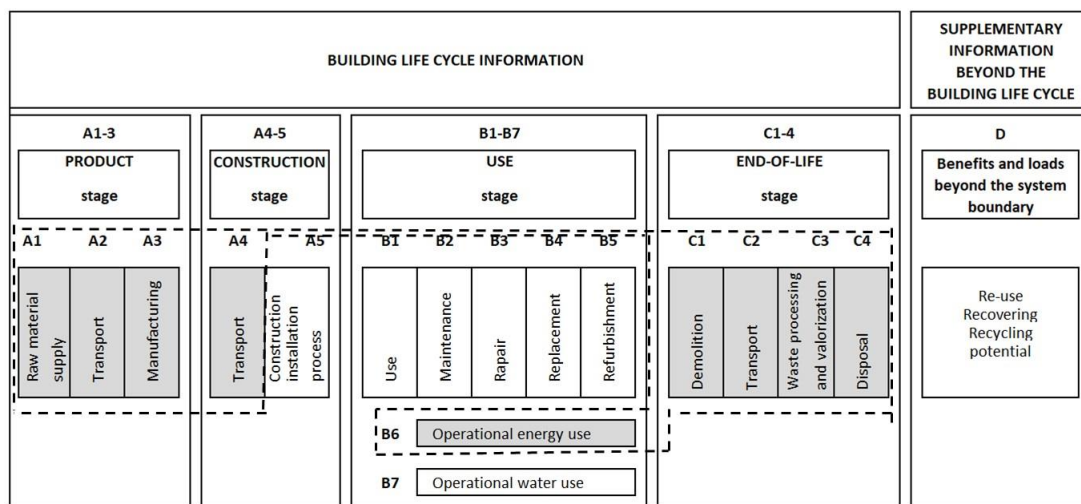 BUILDING LIFE CYCLE INFORMATION
SUPPLEMENTARY
INFORMATION
BEYOND THE
BUILDING LIFE CYCLE
A1-3
PRODUCT
stage
A4-5
CONSTRUCTION
stage
B1-B7
USE
stage
C1-4
END-OF-LIFE
stage
D
Benefits and loads
beyond the system
boundary
A1
A2
A3
A4
A5
B1
B2
B3
B4
B5
C1
C2
C3
C4
Raw material
supply
Transport
Manufacturing
Transport
Construction
installation
process
Use
Maintenance
Rapair
Replacement
Refurbishment
Demolition
Transport
Waste processing
and valorization
Disposal
Re-use
Recovering
Recycling
potential
B6
Operational energy use
B7
Operational water use